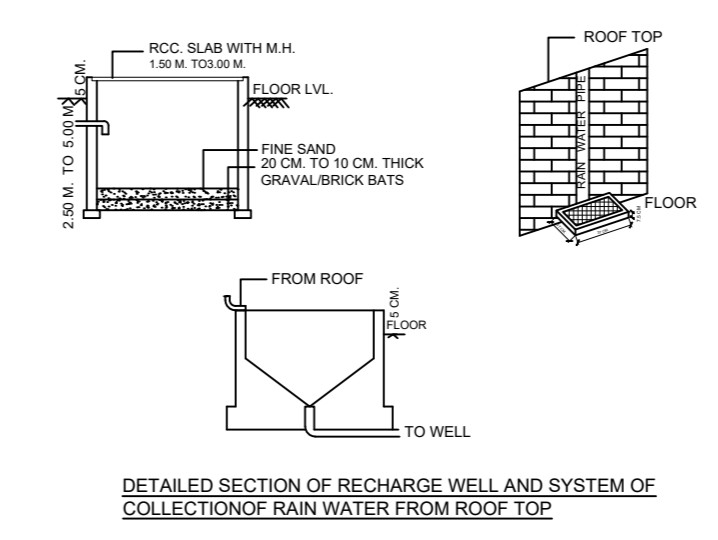 RCC. SLAB WITH M.H.
1.50 M. TO3.00 M.
5 CM.
FLOOR LVL.
2.50 M. TO 5.00 M.
FINE SAND
20 CM. TO 10 CM. THICK
GRAVAL/BRICK BATS
ROOF TOP
RAIN WATER PIPE
FLOOR
FROM ROOF
5 CM.
FLOOR
TO WELL
DETAILED SECTION OF RECHARGE WELL AND SYSTEM OF
COLLECTIONOF RAIN WATER FROM ROOF TOP